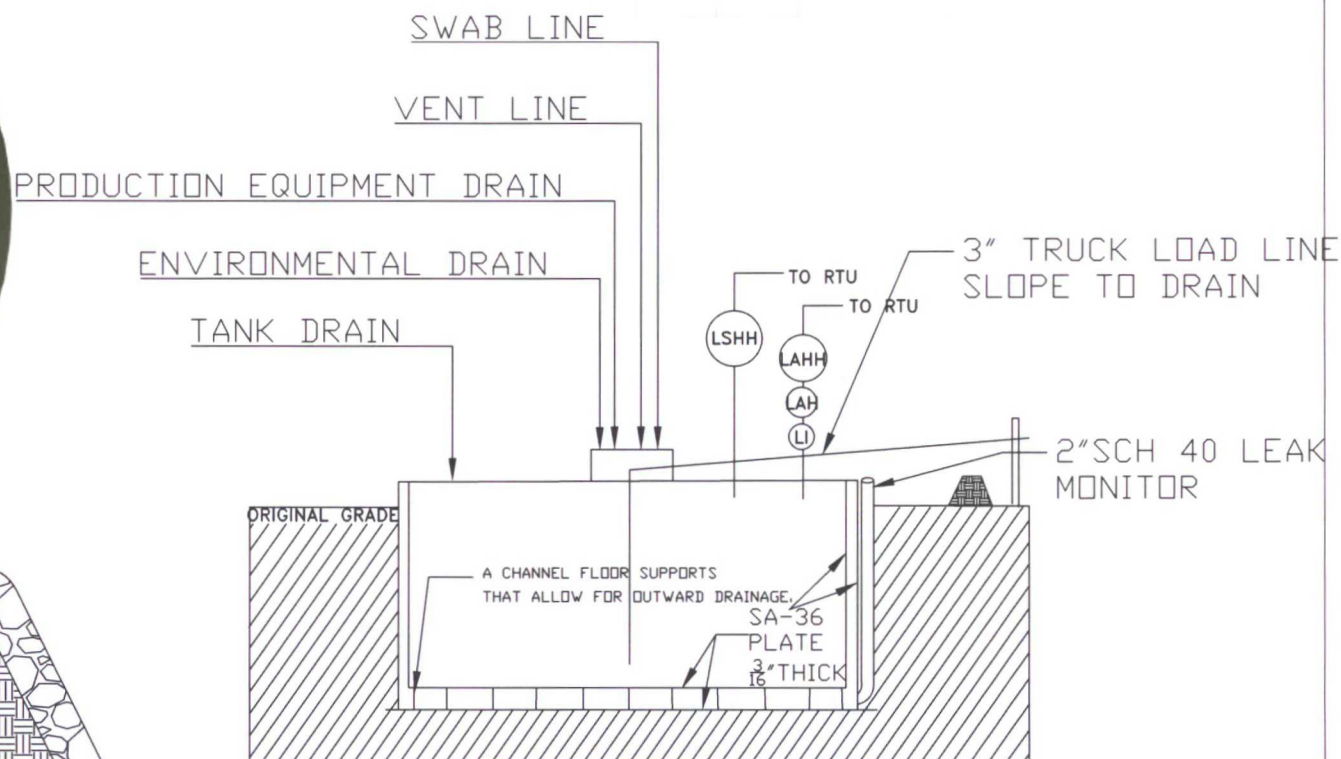 SWAB LINE
VENT LINE
PRODUCTION EQUIPMENT DRAIN
ENVIRONMENTAL DRAIN
TANK DRAIN
3" TRUCK LOAD LINE
SLOPE TO DRAIN
TO RTU
TO RTU
LSHH
LAHH
LAH
LI
2"SCH 40 LEAK
MONITOR
ORIGINAL GRADE
A CHANNEL FLOOR SUPPORTS
THAT ALLOW FOR OUTWARD DRAINAGE.
SA-36
PLATE
3/16" THICK